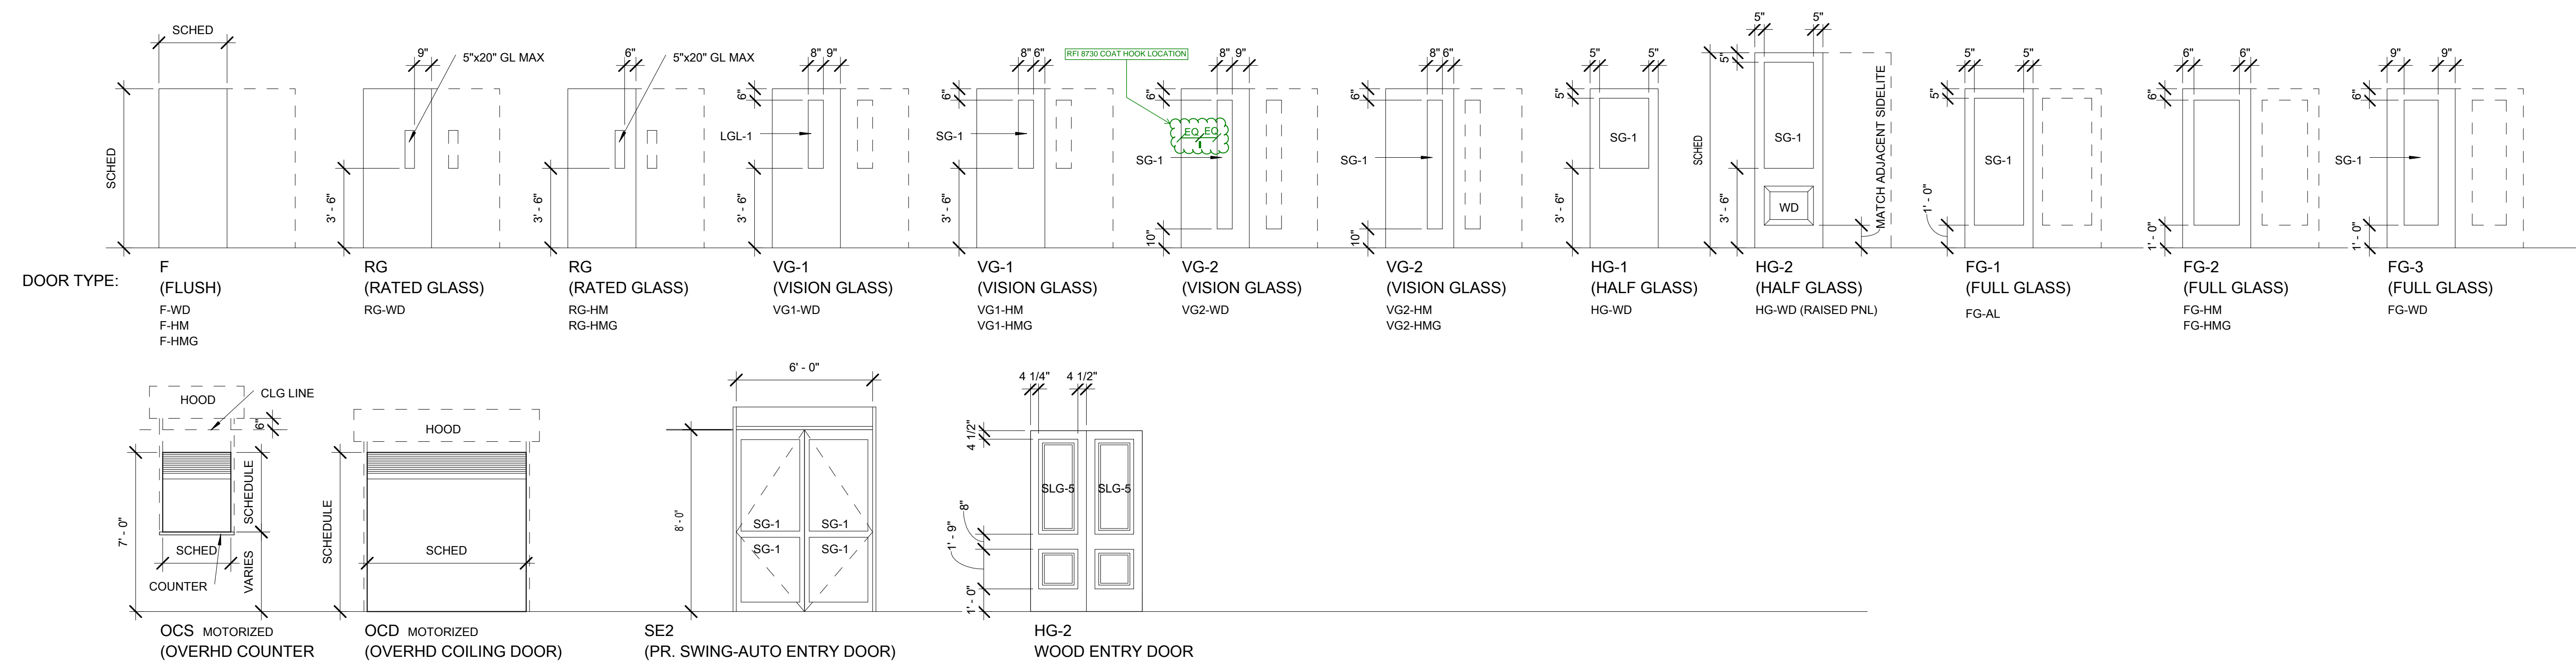 SCHED
SCHED
9"
5"x20" GL MAX
3' - 6"
6"
5"x20" GL MAX
3' - 6"
8" 9"
6"
LGL-1
3' - 6"
8" 6"
6"
SG-1
3' - 6"
RFI 8730 COAT HOOK LOCATION
8" 9"
6"
EQ EQ
SG-1
10"
8" 6"
6"
SG-1
10"
5" 5"
5"
SG-1
3' - 6"
5" 5"
5"
SCHED
SG-1
3' - 6"
WD
MATCH ADJACENT SIDELITE
5" 5"
5"
SG-1
1' - 0"
6" 6"
6"
1' - 0"
9" 9"
6"
SG-1
1' - 0"
DOOR TYPE:
F
(FLUSH)
F-WD
F-HM
F-HMG
RG
(RATED GLASS)
RG-WD
RG
(RATED GLASS)
RG-HM
RG-HMG
VG-1
(VISION GLASS)
VG1-WD
VG-1
(VISION GLASS)
VG1-HM
VG1-HMG
VG-2
(VISION GLASS)
VG2-WD
VG-2
(VISION GLASS)
VG2-HM
VG2-HMG
HG-1
(HALF GLASS)
HG-WD
HG-2
(HALF GLASS)
HG-WD (RAISED PNL)
FG-1
(FULL GLASS)
FG-AL
FG-2
(FULL GLASS)
FG-HM
FG-HMG
FG-3
(FULL GLASS)
FG-WD
HOOD
CLG LINE
6"
7' - 0"
SCHEDULE
SCHED
VARIES
COUNTER
OCS MOTORIZED
(OVERHD COUNTER
HOOD
SCHEDULE
SCHED
OCD MOTORIZED
(OVERHD COILING DOOR)
6' - 0"
8' - 0"
SG-1 SG-1
SG-1 SG-1
SE2
(PR. SWING-AUTO ENTRY DOOR)
4 1/4" 4 1/2"
4 1/2"
SLG-5 SLG-5
8"
1' - 9"
1' - 0"
HG-2
WOOD ENTRY DOOR